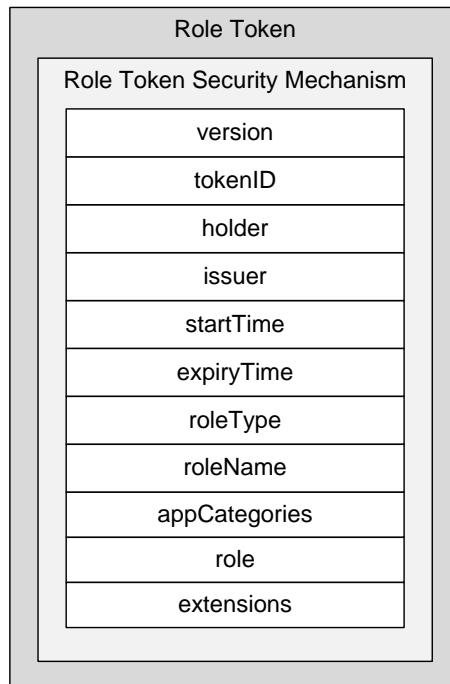 Role Token
Role Token Security Mechanism
version
tokenID
holder
issuer
startTime
expiryTime
roleType
roleName
appCategories
role
extensions